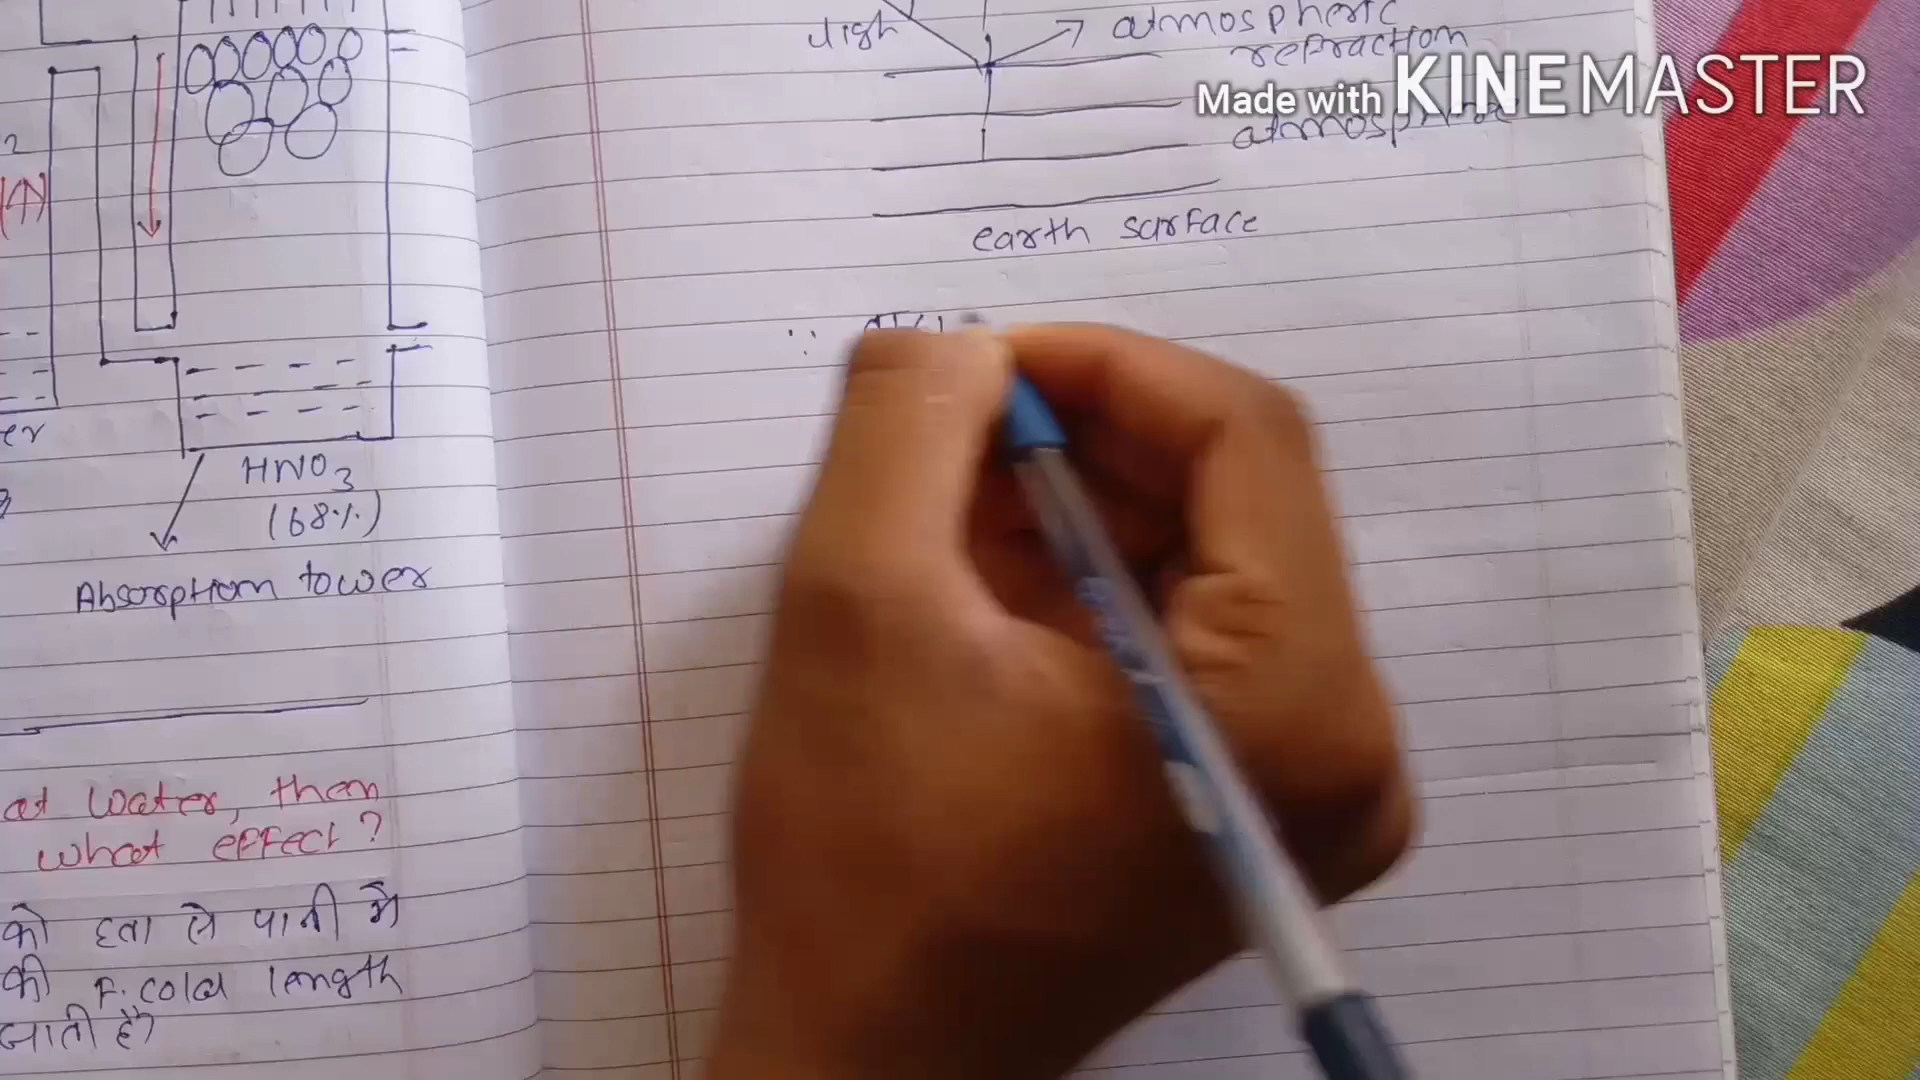 HNO3
(68%)
Absorption tower
at water, then
what effect?
को हवा से पानी में
की F. cold length
जाती है?
light
atmospheric
refraction
Made with KINEMASTER
atmosphere
earth surface